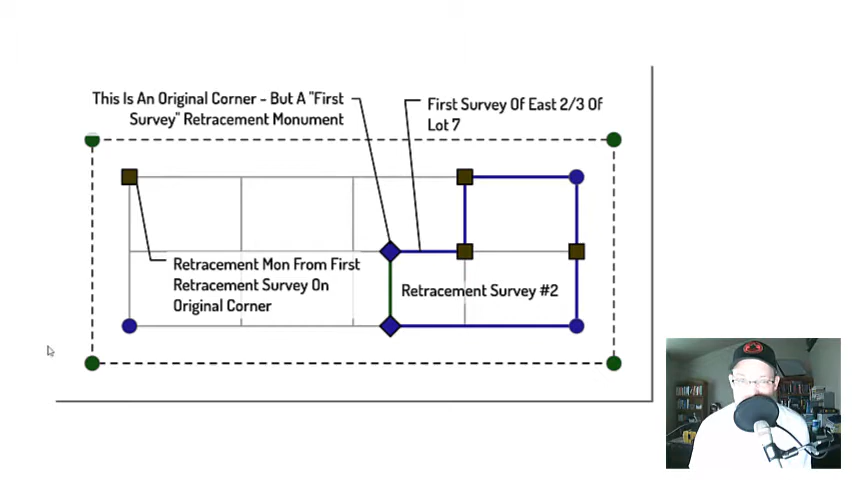 This Is An Original Corner - But A "First
Survey" Retracement Monument
First Survey Of East 2/3 Of
Lot 7
Retracement Mon From First
Retracement Survey On
Original Corner
Retracement Survey #2